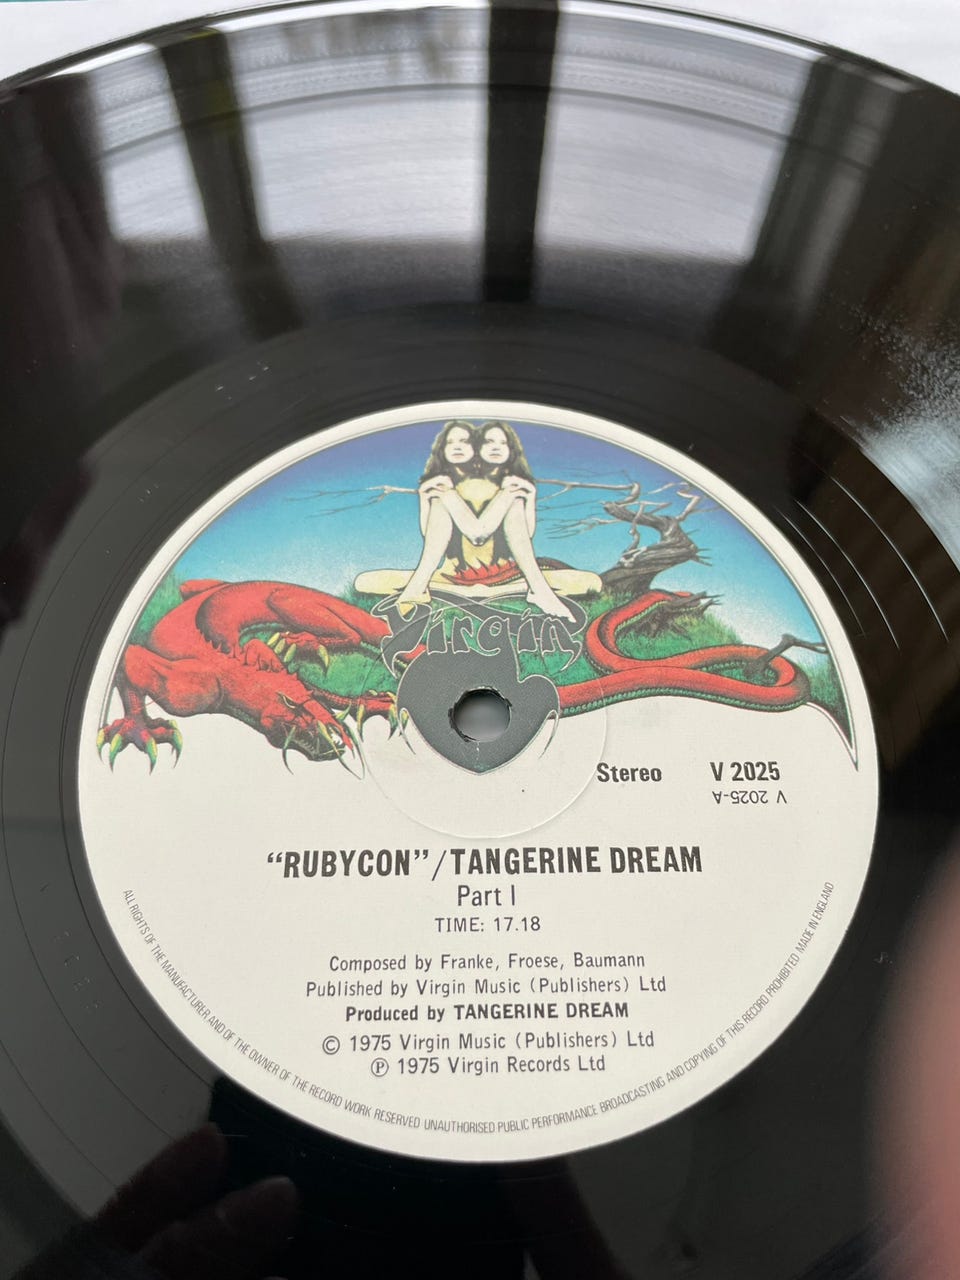 Virgin
Stereo V 2025
V 2025-A
“RUBYCON”/TANGERINE DREAM
Part I
TIME: 17.18
Composed by Franke, Froese, Baumann
Published by Virgin Music (Publishers) Ltd
Produced by TANGERINE DREAM
© 1975 Virgin Music (Publishers) Ltd
℗ 1975 Virgin Records Ltd
ALL RIGHTS OF THE MANUFACTURER AND OF THE OWNER OF THE RECORD WORK RESERVED UNAUTHORISED PUBLIC PERFORMANCE BROADCASTING AND COPYING OF THIS RECORD PROHIBITED MADE IN ENGLAND